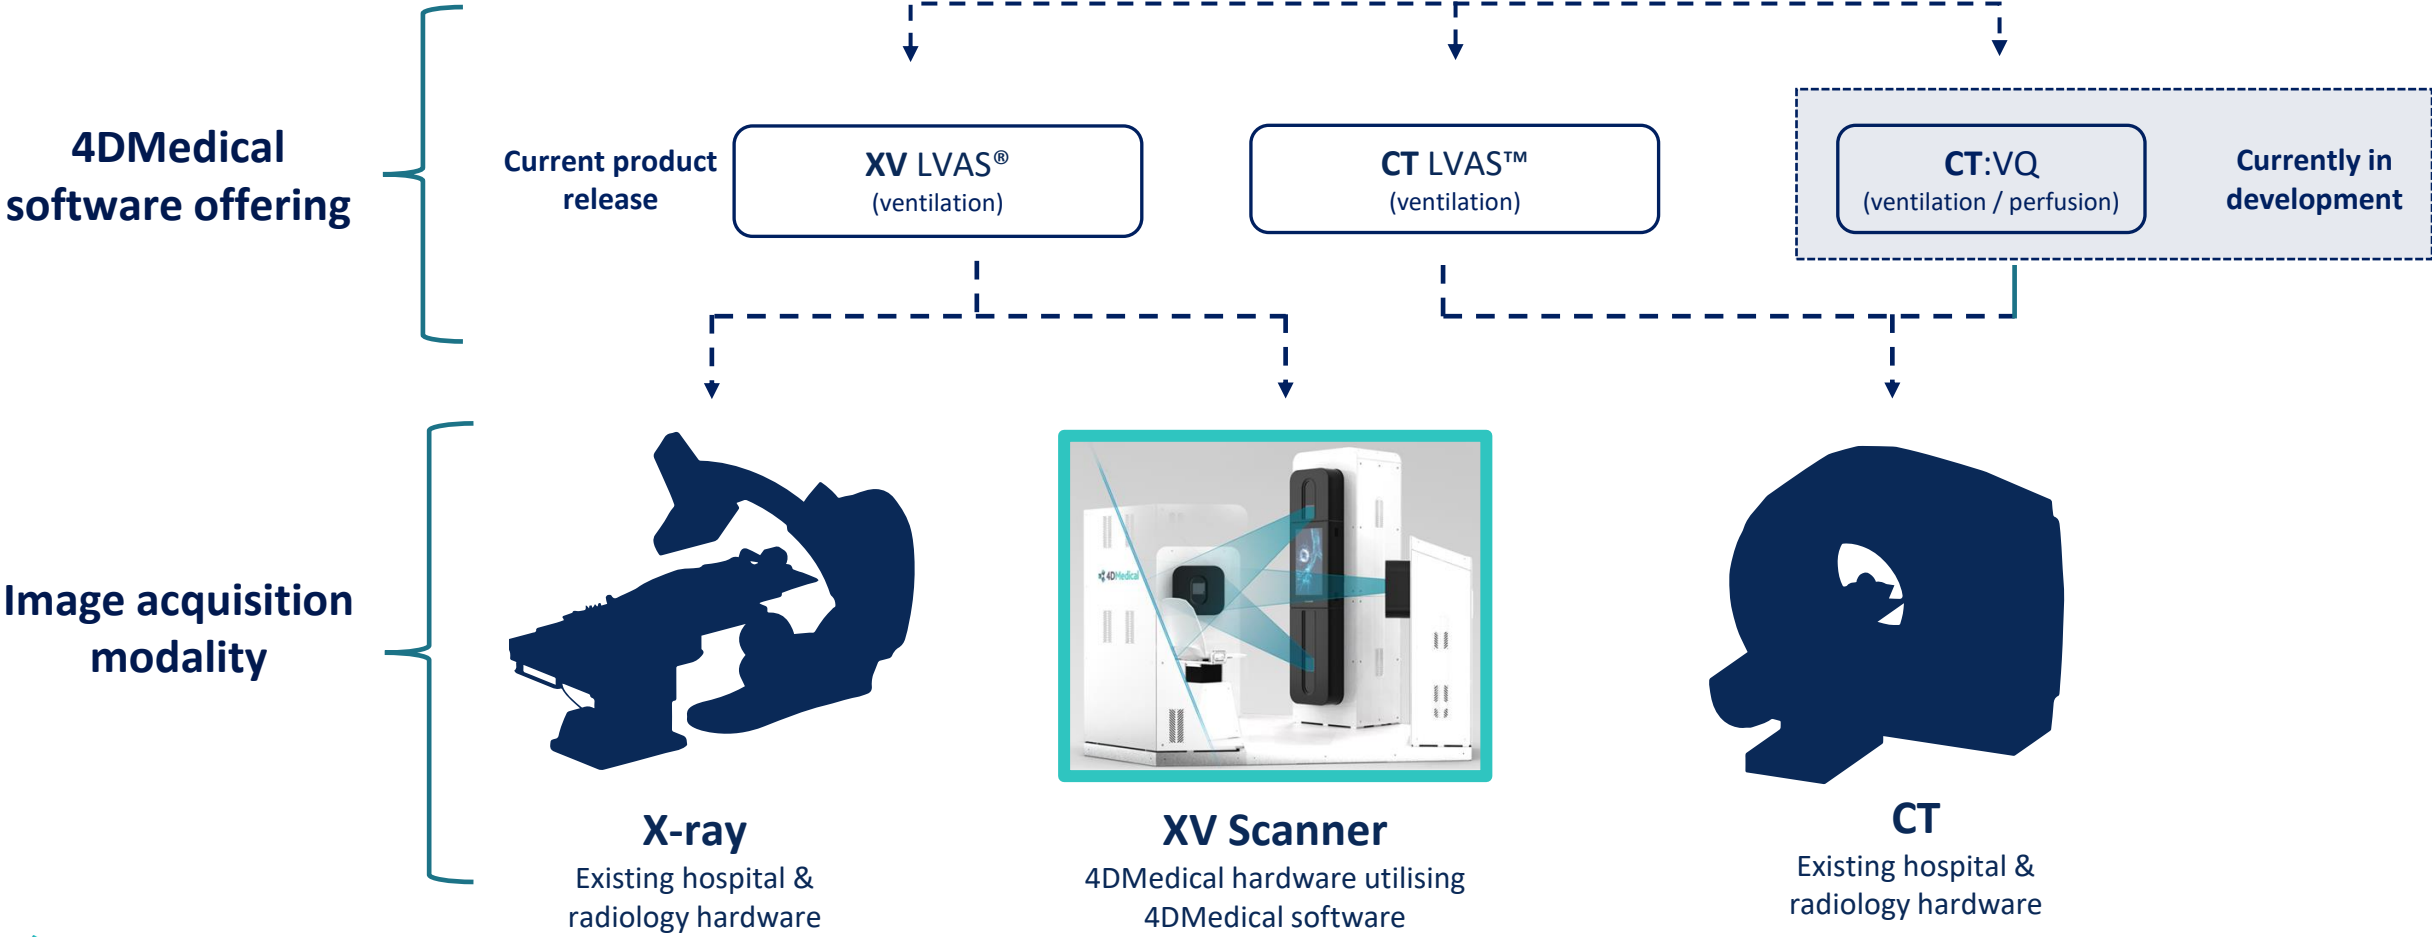 4DMedical
software offering
Current product
release
XV LVAS®
(ventilation)
CT LVAS™
(ventilation)
CT:VQ
(ventilation / perfusion)
Currently in
development
Image acquisition
modality
4DMedical
X-ray
Existing hospital &
radiology hardware
XV Scanner
4DMedical hardware utilising
4DMedical software
CT
Existing hospital &
radiology hardware